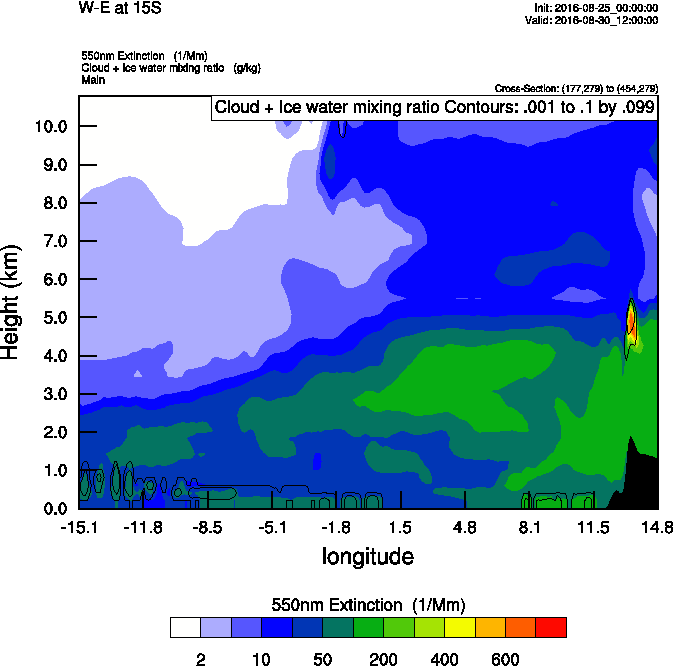 W-E at 15S
Init: 2016-08-25_00:00:00
Valid: 2016-08-30_12:00:00
550nm Extinction (1/Mm)
Cloud + Ice water mixing ratio (g/kg)
Main
Cross-Section: (177,279) to (454,279)
Cloud + Ice water mixing ratio Contours: .001 to .1 by .099
10.0
9.0
8.0
7.0
6.0
5.0
4.0
3.0
2.0
1.0
0.0
Height (km)
-15.1 -11.8 -8.5 -5.1 -1.8 1.5 4.8 8.1 11.5 14.8
longitude
550nm Extinction (1/Mm)
2 10 50 200 400 600